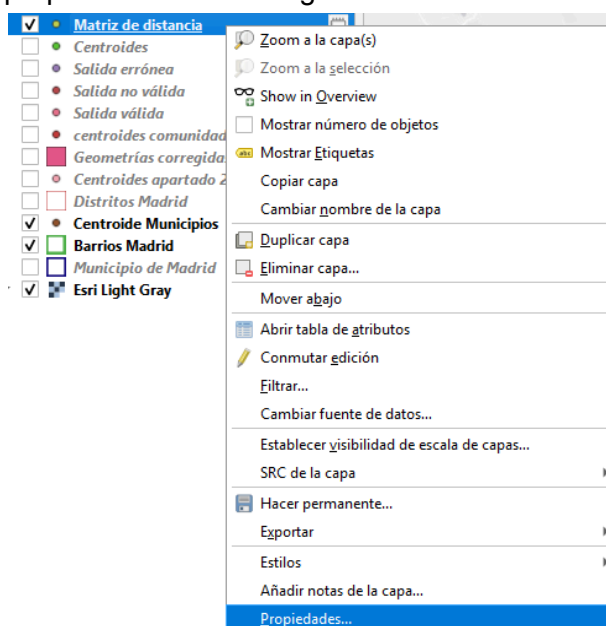 Matriz de distancia
Centroides
Salida errónea
Salida no válida
Salida válida
centroides comunidad
Geometrías corregida
Centroides apartado 2
Distritos Madrid
Centroide Municipios
Barrios Madrid
Municipio de Madrid
Esri Light Gray
Zoom a la capa(s)
Zoom a la selección
Show in Overview
Mostrar número de objetos
abc Mostrar Etiquetas
Copiar capa
Cambiar nombre de la capa
Duplicar capa
Eliminar capa...
Mover abajo
Abrir tabla de atributos
Conmutar edición
Filtrar...
Cambiar fuente de datos...
Establecer visibilidad de escala de capas...
SRC de la capa
Hacer permanente...
Exportar
Estilos
Añadir notas de la capa...
Propiedades...